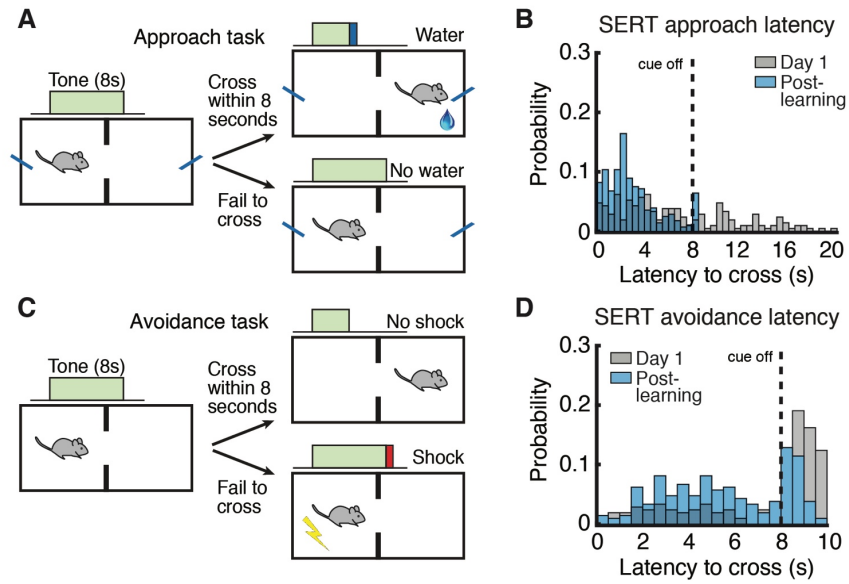 A
Approach task
Tone (8s)
Cross
within 8
seconds
Fail to
cross
Water
No water
B
SERT approach latency
Probability
0.3
0.2
0.1
0
cue off
Day 1
Post-
learning
0 4 8 12 16 20
Latency to cross (s)
C
Avoidance task
Tone (8s)
Cross
within 8
seconds
Fail to
cross
No shock
Shock
D
SERT avoidance latency
Probability
0.3
0.2
0.1
0
Day 1
Post-
learning
cue off
0 2 4 6 8 10
Latency to cross (s)